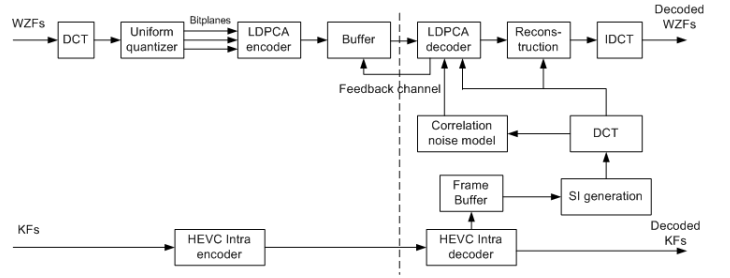 WZFs
DCT
Uniform
quantizer
Bitplanes
LDPCA
encoder
Buffer
LDPCA
decoder
Recons-
truction
IDCT
Decoded
WZFs
Feedback channel
Correlation
noise model
DCT
Frame
Buffer
SI generation
KFs
HEVC Intra
encoder
HEVC Intra
decoder
Decoded
KFs